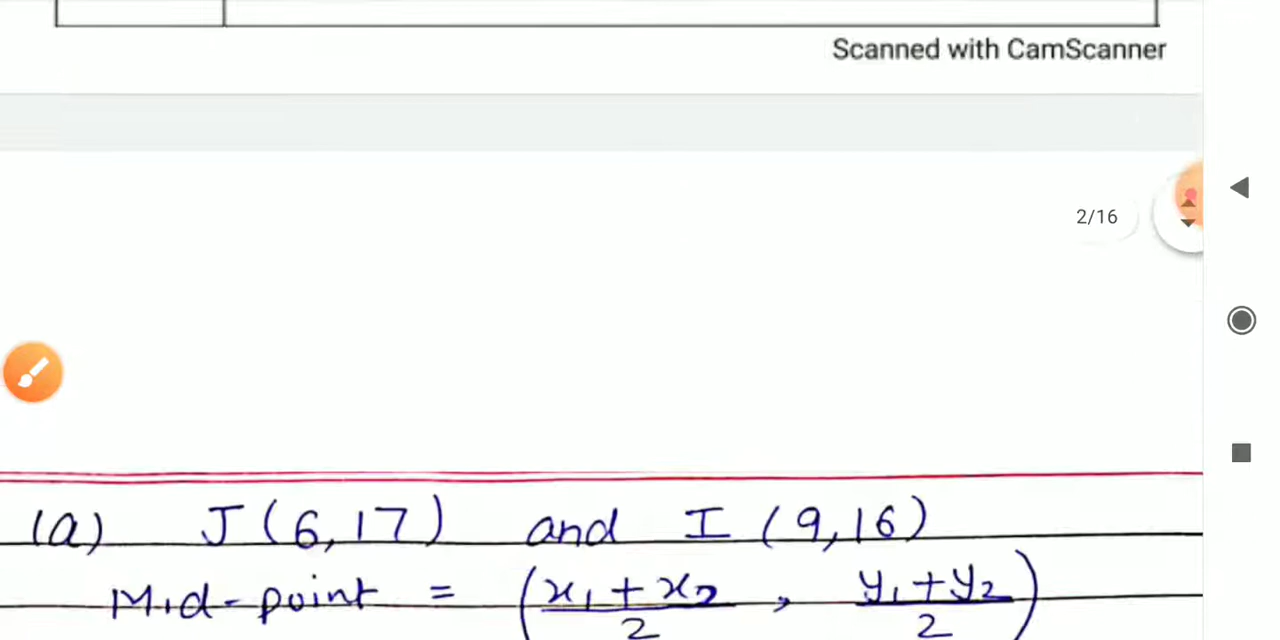 Scanned with CamScanner
2/16
(a) J(6,17) and I (9,16)
Mid-point = (x₁+x₂/2 , y₁+y₂/2)